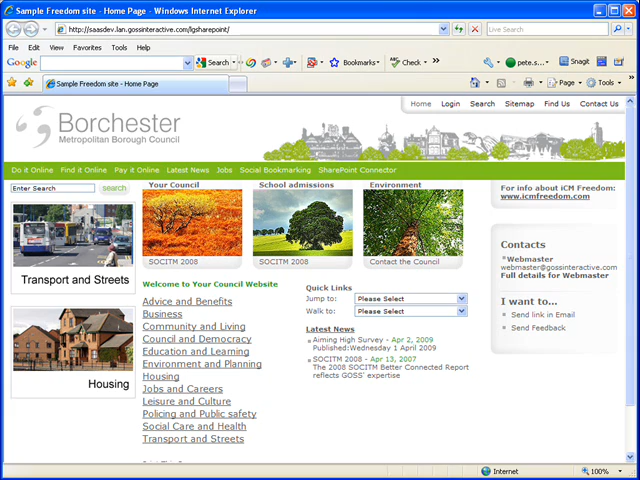 Sample Freedom site - Home Page - Windows Internet Explorer
http://saasdev.lan.gossinteractive.com/lgsharepoint/
Live Search
File Edit View Favorites Tools Help
Google Search Bookmarks Check pete.s... Snagit
Sample Freedom site - Home Page
Page Tools
Home Login Search Sitemap Find Us Contact Us
Borchester
Metropolitan Borough Council
Do it Online Find it Online Pay it Online Latest News Jobs Social Bookmarking SharePoint Connector
Enter Search
search
Transport and Streets
Housing
Your Council
SOCITM 2008
School admissions
SOCITM 2008
Environment
Contact the Council
Welcome to Your Council Website
Advice and Benefits
Business
Community and Living
Council and Democracy
Education and Learning
Environment and Planning
Housing
Jobs and Careers
Leisure and Culture
Policing and Public safety
Social Care and Health
Transport and Streets
Quick Links
Jump to: Please Select
Walk to: Please Select
Latest News
Aiming High Survey - Apr 2, 2009
Published:Wednesday 1 April 2009
SOCITM 2008 - Apr 13, 2007
The 2008 SOCITM Better Connected Report
reflects GOSS' expertise
For info about iCM Freedom:
www.icmfreedom.com
Contacts
Webmaster
webmaster@gossinteractive.com
Full details for Webmaster
I want to...
Send link in Email
Send Feedback
Internet
100%